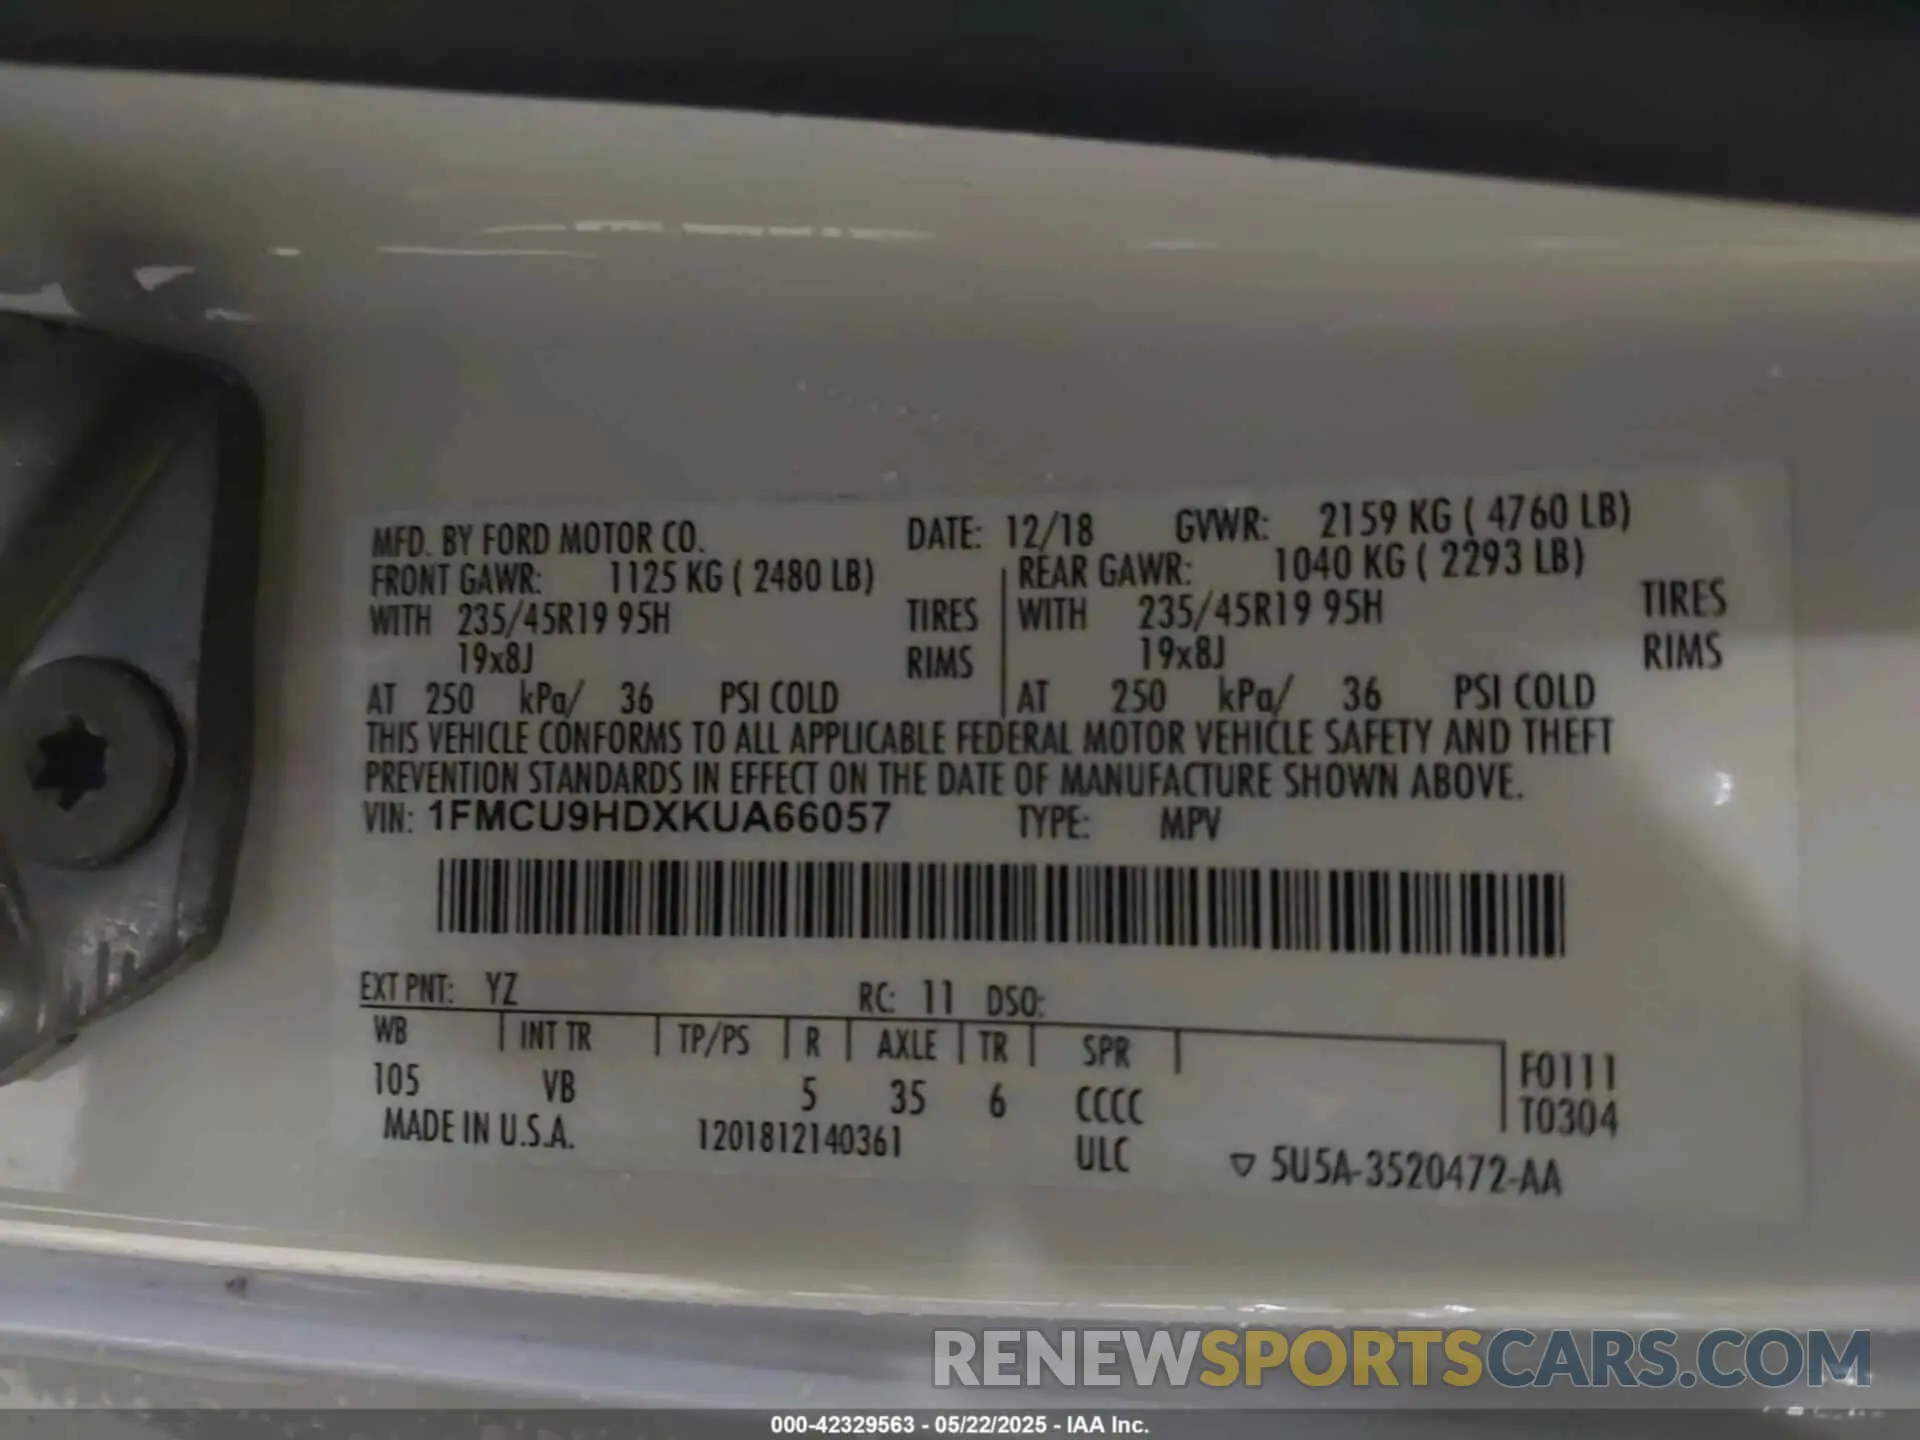 MFD. BY FORD MOTOR CO. DATE: 12/18 GVWR: 2159 KG ( 4760 LB)
FRONT GAWR: 1125 KG ( 2480 LB) REAR GAWR: 1040 KG ( 2293 LB)
WITH 235/45R19 95H TIRES WITH 235/45R19 95H TIRES
19x8J RIMS 19x8J RIMS
AT 250 kPa/ 36 PSI COLD AT 250 kPa/ 36 PSI COLD
THIS VEHICLE CONFORMS TO ALL APPLICABLE FEDERAL MOTOR VEHICLE SAFETY AND THEFT
PREVENTION STANDARDS IN EFFECT ON THE DATE OF MANUFACTURE SHOWN ABOVE.
VIN: 1FMCU9HDXKUA66057 TYPE: MPV
EXT PNT: YZ RC: 11 DSO:
WB INT TR TP/PS R AXLE TR SPR F0111
105 VB 5 35 6 CCCC T0304
MADE IN U.S.A. 1201812140361 ULC ▽ 5U5A-3520472-AA
RENEWSPORTSCARS.COM
000-42329563 - 05/22/2025 - IAA Inc.